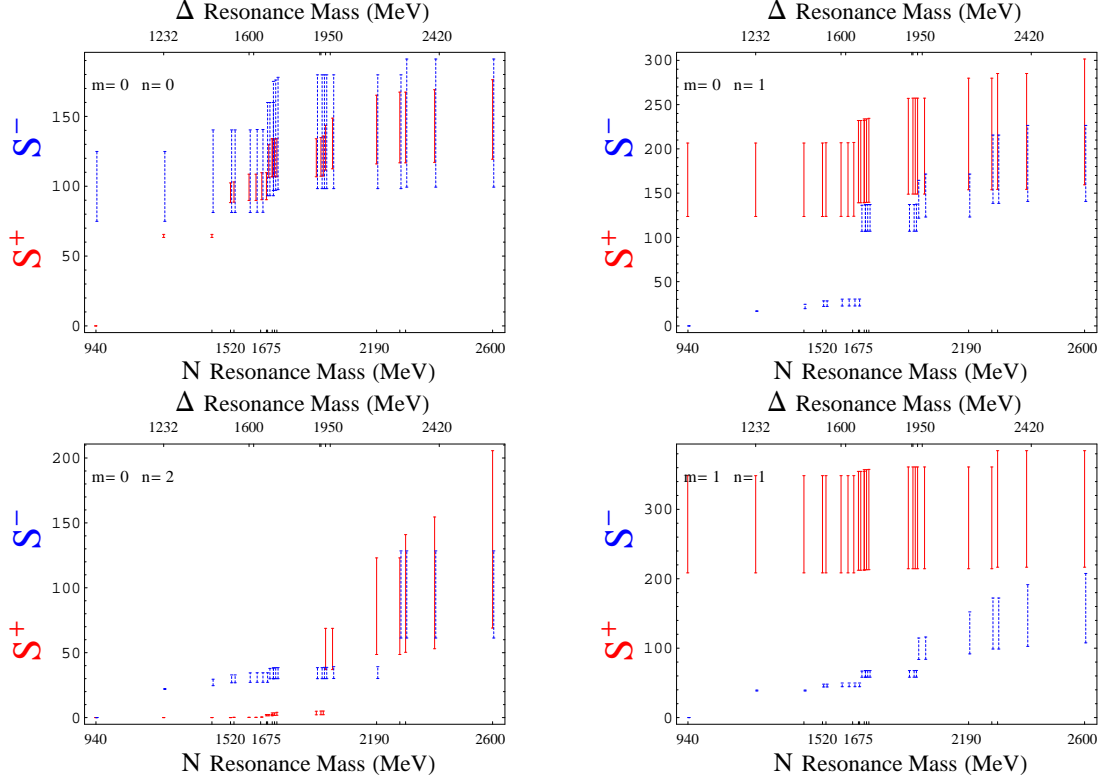 Δ Resonance Mass (MeV)
1232 1600 1950 2420
m= 0 n= 0
S+ S−
150
100
50
0
940 1520 1675 2190 2600
N Resonance Mass (MeV)
Δ Resonance Mass (MeV)
1232 1600 1950 2420
m= 0 n= 1
S+ S−
300
250
200
150
100
50
0
940 1520 1675 2190 2600
N Resonance Mass (MeV)
Δ Resonance Mass (MeV)
1232 1600 1950 2420
m= 0 n= 2
S+ S−
200
150
100
50
0
940 1520 1675 2190 2600
N Resonance Mass (MeV)
Δ Resonance Mass (MeV)
1232 1600 1950 2420
m= 1 n= 1
S+ S−
300
200
100
0
940 1520 1675 2190 2600
N Resonance Mass (MeV)